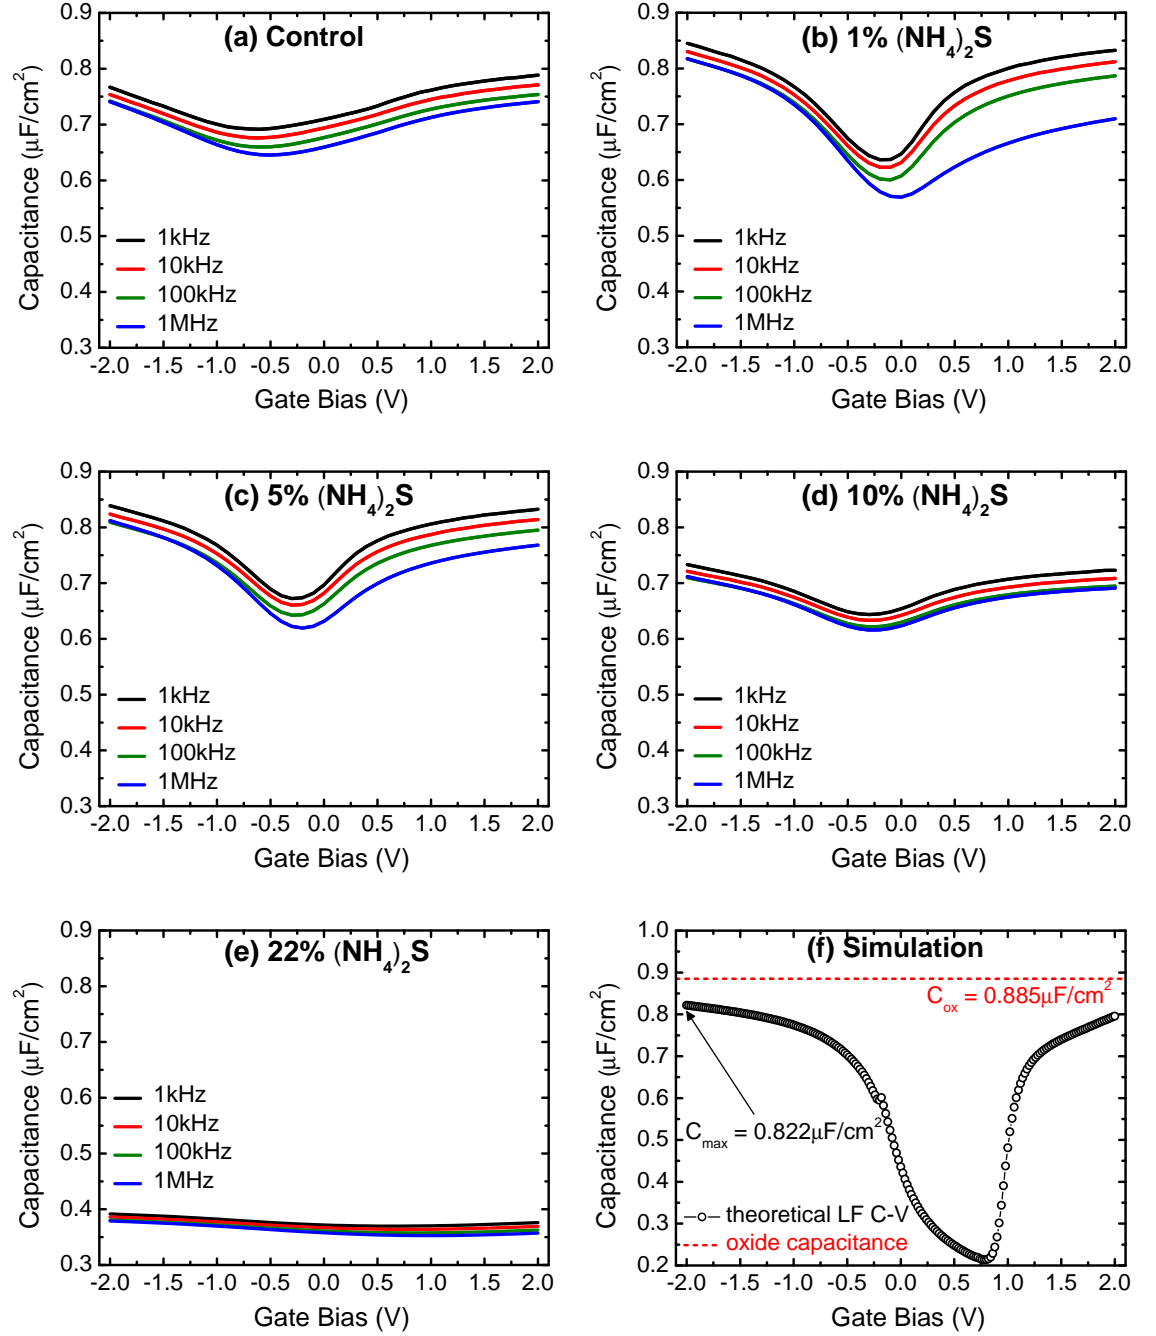 (a) Control
0.9
0.8
0.7
0.6
0.5
0.4
0.3
Capacitance (μF/cm²)
1kHz
10kHz
100kHz
1MHz
-2.0 -1.5 -1.0 -0.5 0.0 0.5 1.0 1.5 2.0
Gate Bias (V)
(b) 1% (NH₄)₂S
0.9
0.8
0.7
0.6
0.5
0.4
0.3
Capacitance (μF/cm²)
1kHz
10kHz
100kHz
1MHz
-2.0 -1.5 -1.0 -0.5 0.0 0.5 1.0 1.5 2.0
Gate Bias (V)
(c) 5% (NH₄)₂S
0.9
0.8
0.7
0.6
0.5
0.4
0.3
Capacitance (μF/cm²)
1kHz
10kHz
100kHz
1MHz
-2.0 -1.5 -1.0 -0.5 0.0 0.5 1.0 1.5 2.0
Gate Bias (V)
(d) 10% (NH₄)₂S
0.9
0.8
0.7
0.6
0.5
0.4
0.3
Capacitance (μF/cm²)
1kHz
10kHz
100kHz
1MHz
-2.0 -1.5 -1.0 -0.5 0.0 0.5 1.0 1.5 2.0
Gate Bias (V)
(e) 22% (NH₄)₂S
0.9
0.8
0.7
0.6
0.5
0.4
0.3
Capacitance (μF/cm²)
1kHz
10kHz
100kHz
1MHz
-2.0 -1.5 -1.0 -0.5 0.0 0.5 1.0 1.5 2.0
Gate Bias (V)
(f) Simulation
1.0
0.9
0.8
0.7
0.6
0.5
0.4
0.3
0.2
Capacitance (μF/cm²)
C_ox = 0.885μF/cm²
C_max = 0.822μF/cm²
theoretical LF C-V
oxide capacitance
-2.0 -1.5 -1.0 -0.5 0.0 0.5 1.0 1.5 2.0
Gate Bias (V)